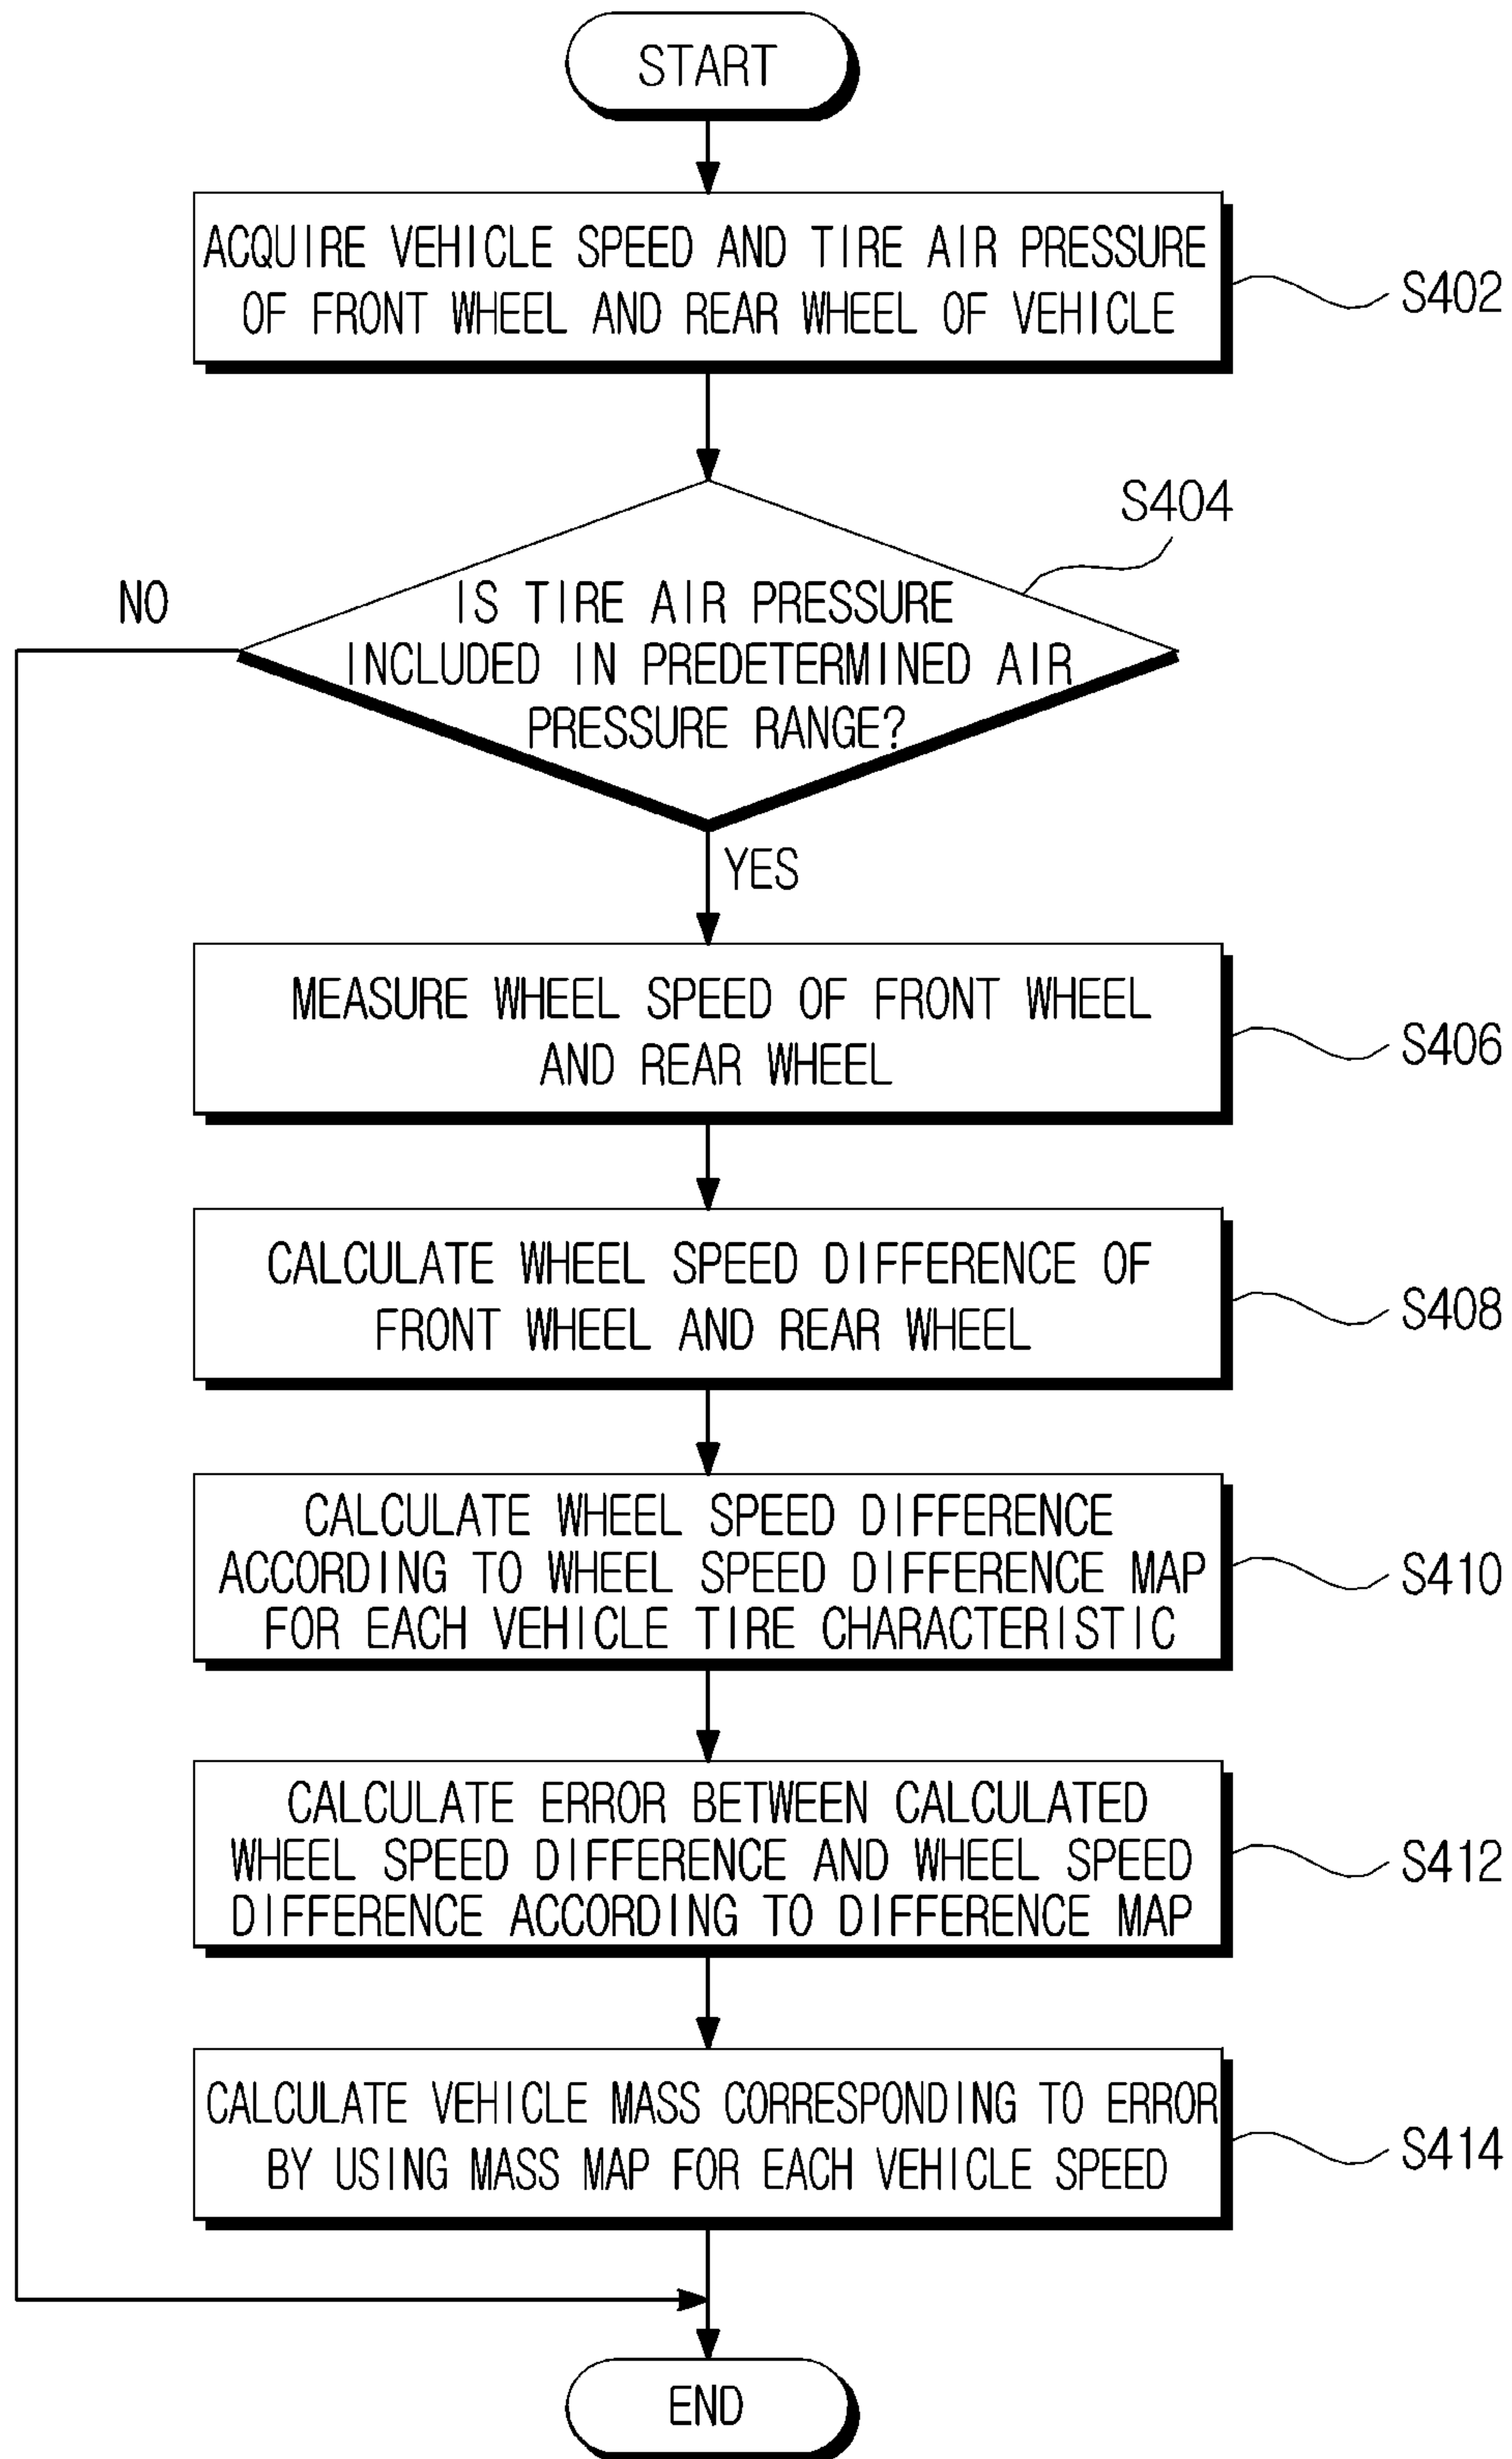 START
ACQUIRE VEHICLE SPEED AND TIRE AIR PRESSURE
OF FRONT WHEEL AND REAR WHEEL OF VEHICLE
S402
S404
NO
IS TIRE AIR PRESSURE
INCLUDED IN PREDETERMINED AIR
PRESSURE RANGE?
YES
MEASURE WHEEL SPEED OF FRONT WHEEL
AND REAR WHEEL
S406
CALCULATE WHEEL SPEED DIFFERENCE OF
FRONT WHEEL AND REAR WHEEL
S408
CALCULATE WHEEL SPEED DIFFERENCE
ACCORDING TO WHEEL SPEED DIFFERENCE MAP
FOR EACH VEHICLE TIRE CHARACTERISTIC
S410
CALCULATE ERROR BETWEEN CALCULATED
WHEEL SPEED DIFFERENCE AND WHEEL SPEED
DIFFERENCE ACCORDING TO DIFFERENCE MAP
S412
CALCULATE VEHICLE MASS CORRESPONDING TO ERROR
BY USING MASS MAP FOR EACH VEHICLE SPEED
S414
END